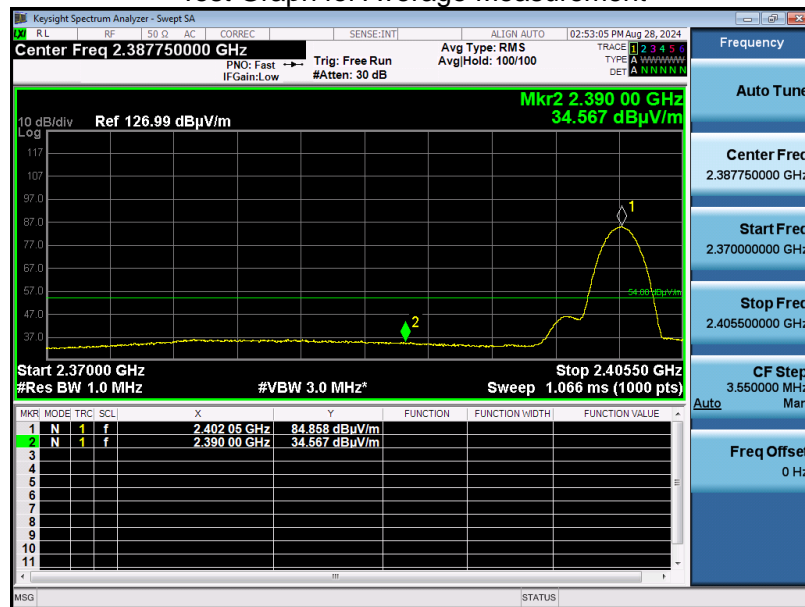 Keysight Spectrum Analyzer - Swept SA
LXI RL RF 50 Ω AC CORREC SENSE:INT ALIGN AUTO 02:53:05 PM Aug 28, 2024
Center Freq 2.387750000 GHz
PNO: Fast
IFGain:Low
Trig: Free Run
#Atten: 30 dB
Avg Type: RMS
Avg|Hold: 100/100
TRACE 1 2 3 4 5 6
TYPE A WWWWW
DET A N N N N N
Mkr2 2.390 00 GHz
34.567 dBµV/m
10 dB/div Ref 126.99 dBµV/m
Log
117
107
97.0
87.0
77.0
67.0
57.0
47.0
37.0
1
2
54.00 dBµV/m
Start 2.37000 GHz Stop 2.40550 GHz
#Res BW 1.0 MHz #VBW 3.0 MHz* Sweep 1.066 ms (1000 pts)
MKR MODE TRC SCL X Y FUNCTION FUNCTION WIDTH FUNCTION VALUE
1 N 1 f 2.402 05 GHz 84.858 dBµV/m
2 N 1 f 2.390 00 GHz 34.567 dBµV/m
3
4
5
6
7
8
9
10
11
MSG STATUS
Frequency
Auto Tune
Center Freq
2.387750000 GHz
Start Freq
2.370000000 GHz
Stop Freq
2.405500000 GHz
CF Step
3.550000 MHz
Auto Man
Freq Offset
0 Hz